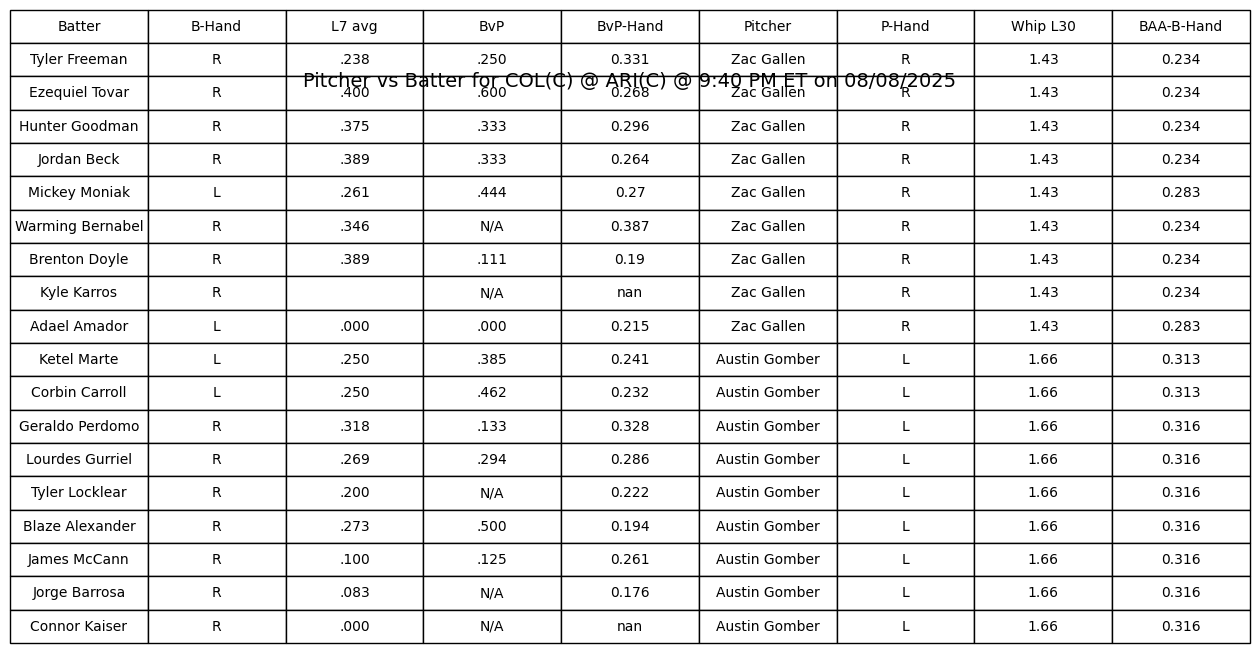 Batter B-Hand L7 avg BvP BvP-Hand Pitcher P-Hand Whip L30 BAA-B-Hand
Tyler Freeman R .238 .250 0.331 Zac Gallen R 1.43 0.234
Pitcher vs Batter for COL(C) @ ARI(C) @ 9:40 PM ET on 08/08/2025
Ezequiel Tovar R .400 .600 0.268 Zac Gallen R 1.43 0.234
Hunter Goodman R .375 .333 0.296 Zac Gallen R 1.43 0.234
Jordan Beck R .389 .333 0.264 Zac Gallen R 1.43 0.234
Mickey Moniak L .261 .444 0.27 Zac Gallen R 1.43 0.283
Warming Bernabel R .346 N/A 0.387 Zac Gallen R 1.43 0.234
Brenton Doyle R .389 .111 0.19 Zac Gallen R 1.43 0.234
Kyle Karros R N/A nan Zac Gallen R 1.43 0.234
Adael Amador L .000 .000 0.215 Zac Gallen R 1.43 0.283
Ketel Marte L .250 .385 0.241 Austin Gomber L 1.66 0.313
Corbin Carroll L .250 .462 0.232 Austin Gomber L 1.66 0.313
Geraldo Perdomo R .318 .133 0.328 Austin Gomber L 1.66 0.316
Lourdes Gurriel R .269 .294 0.286 Austin Gomber L 1.66 0.316
Tyler Locklear R .200 N/A 0.222 Austin Gomber L 1.66 0.316
Blaze Alexander R .273 .500 0.194 Austin Gomber L 1.66 0.316
James McCann R .100 .125 0.261 Austin Gomber L 1.66 0.316
Jorge Barrosa R .083 N/A 0.176 Austin Gomber L 1.66 0.316
Connor Kaiser R .000 N/A nan Austin Gomber L 1.66 0.316